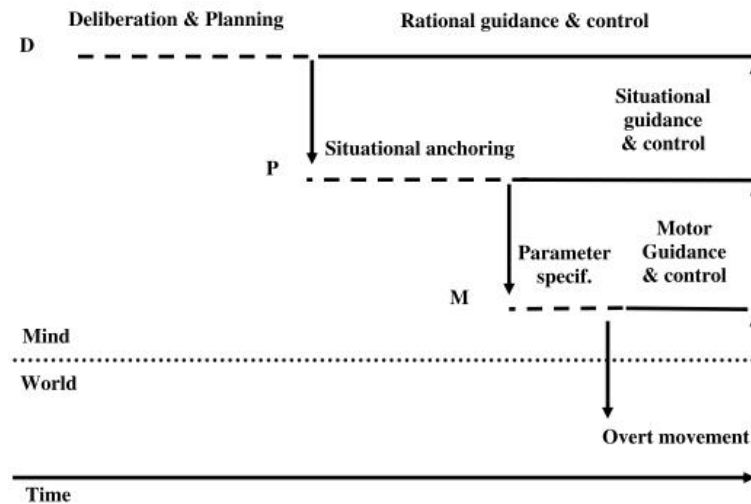 Deliberation & Planning
Rational guidance & control
D
Situational
guidance
& control
Situational anchoring
P
Motor
Guidance
& control
Parameter
specif.
M
Mind
World
Overt movement
Time